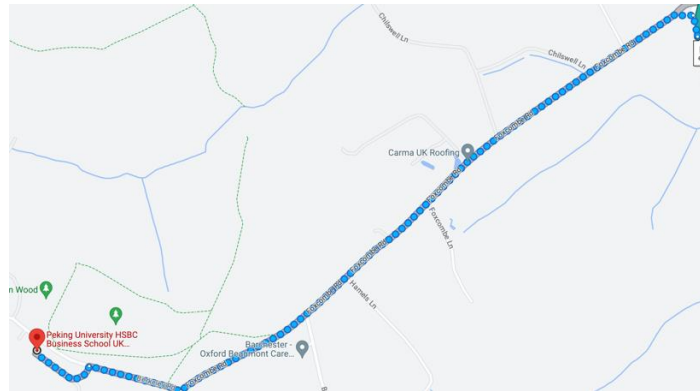 Chilswell Ln
Chilswell Ln
Carma UK Roofing
Foxcombe Ln
Hamels Ln
n Wood
Peking University HSBC
Business School UK...
Oxford Beaumont Care...
B